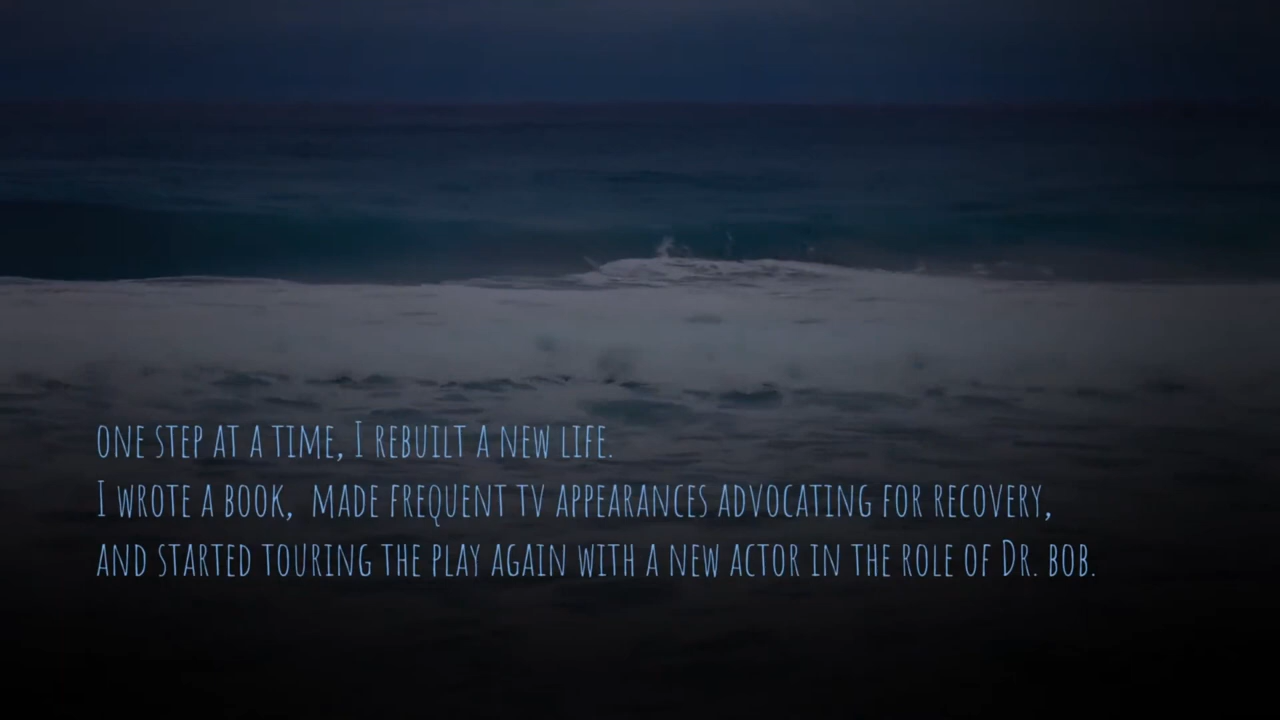 ONE STEP AT A TIME, I REBUILT A NEW LIFE.
I WROTE A BOOK, MADE FREQUENT TV APPEARANCES ADVOCATING FOR RECOVERY,
AND STARTED TOURING THE PLAY AGAIN WITH A NEW ACTOR IN THE ROLE OF DR. BOB.